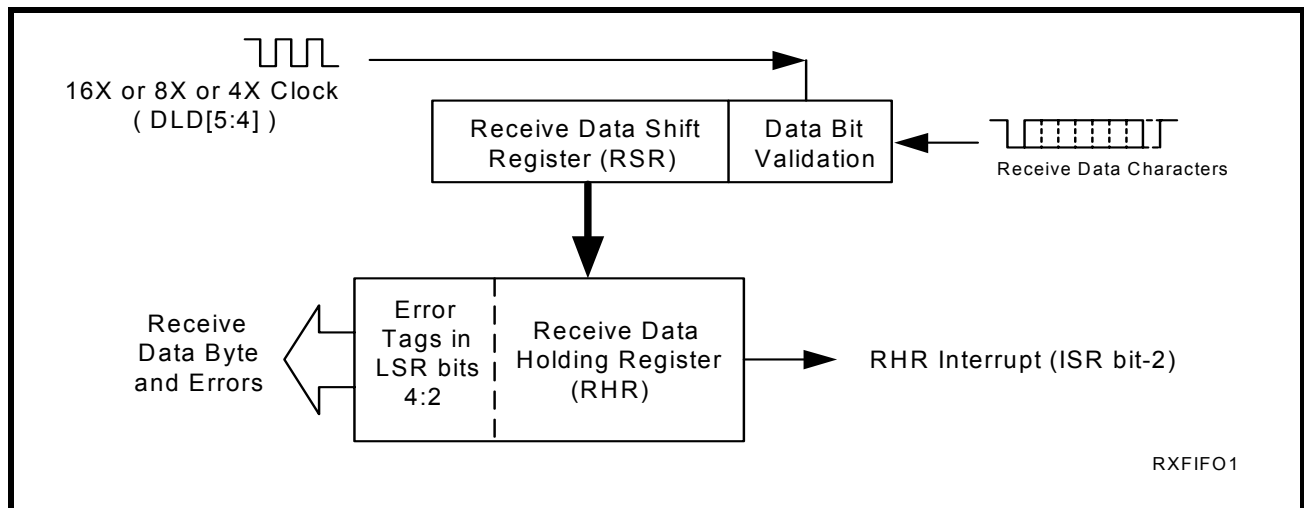 16X or 8X or 4X Clock
( DLD[5:4] )
Receive Data Shift
Register (RSR)
Data Bit
Validation
Receive Data Characters
Receive
Data Byte
and Errors
Error
Tags in
LSR bits
4:2
Receive Data
Holding Register
(RHR)
RHR Interrupt (ISR bit-2)
RXFIFO1